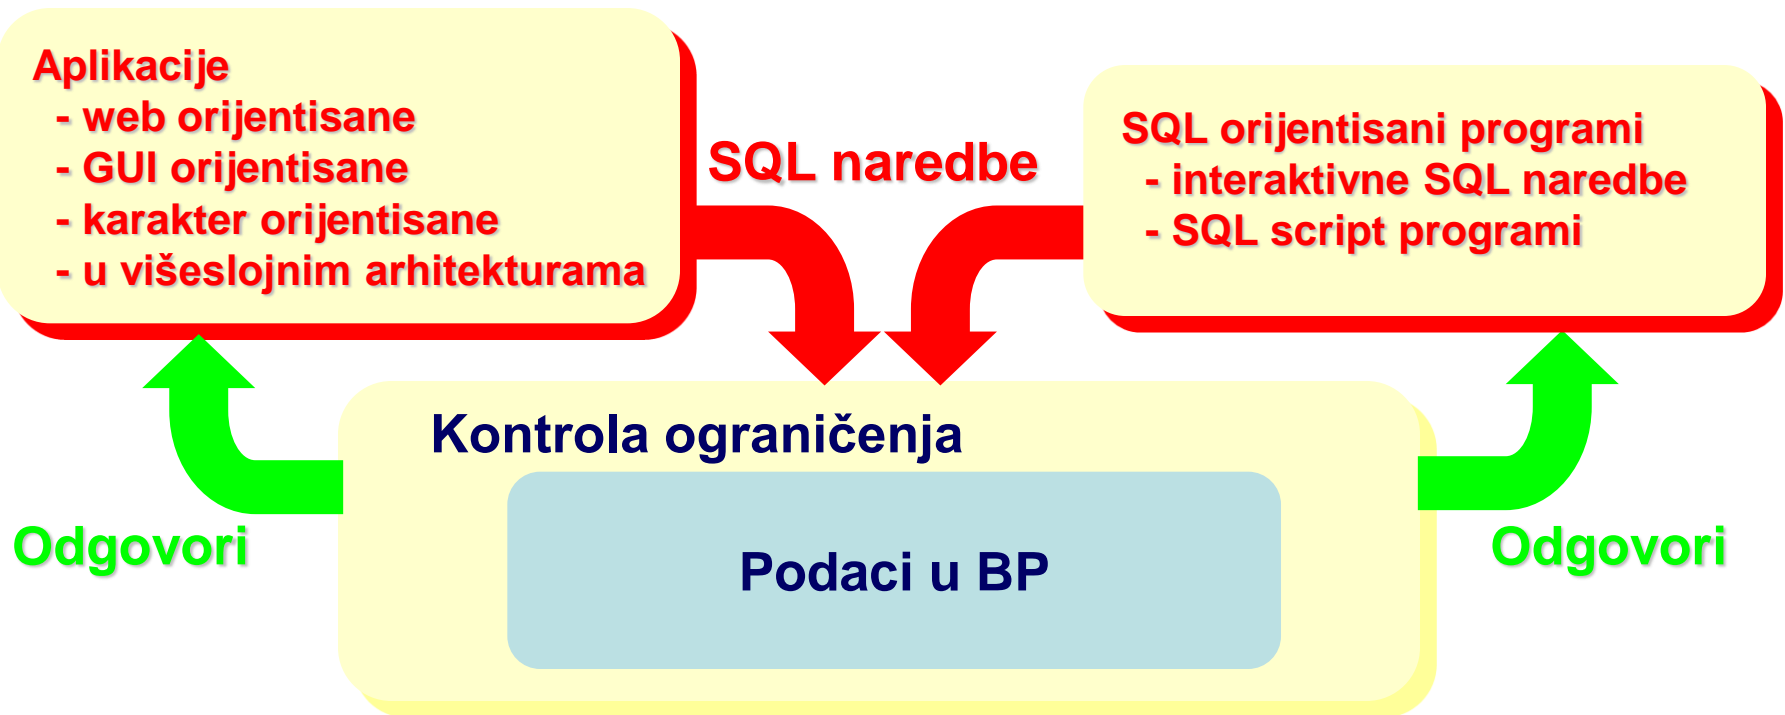 Aplikacije
- web orijentisane
- GUI orijentisane
- karakter orijentisane
- u višeslojnim arhitekturama
SQL naredbe
SQL orijentisani programi
- interaktivne SQL naredbe
- SQL script programi
Kontrola ograničenja
Podaci u BP
Odgovori
Odgovori